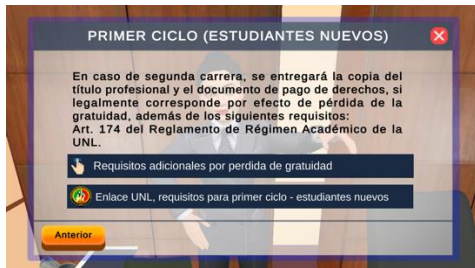 PRIMER CICLO (ESTUDIANTES NUEVOS)
En caso de segunda carrera, se entregará la copia del
título profesional y el documento de pago de derechos, si
legalmente corresponde por efecto de pérdida de la
gratuidad, además de los siguientes requisitos:
Art. 174 del Reglamento de Régimen Académico de la
UNL.
Requisitos adicionales por perdida de gratuidad
Enlace UNL, requisitos para primer ciclo - estudiantes nuevos
Anterior